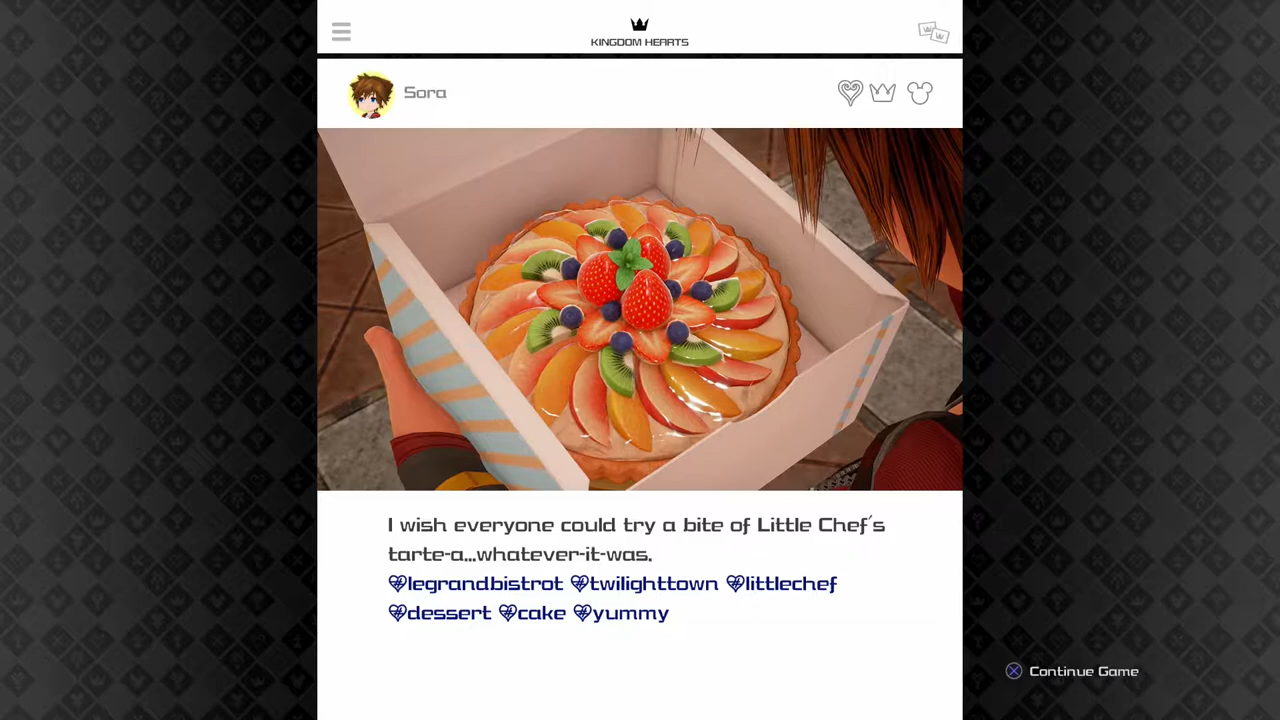 KINGDOM HEARTS
Sora
I wish everyone could try a bite of Little Chef's
tarte-a...whatever-it-was.
#legrandbistrot #twilighttown #littlechef
#dessert #cake #yummy
Continue Game